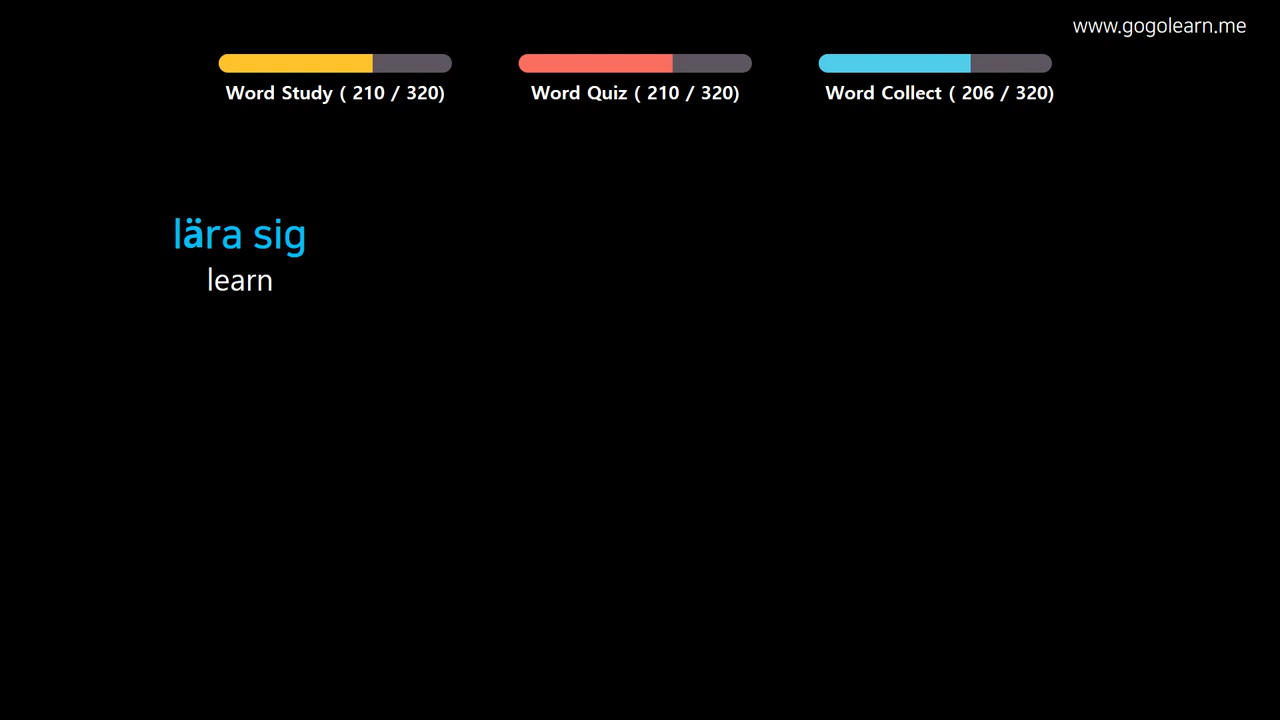 www.gogolearn.me
Word Study ( 210 / 320)
Word Quiz ( 210 / 320)
Word Collect ( 206 / 320)
lära sig
learn